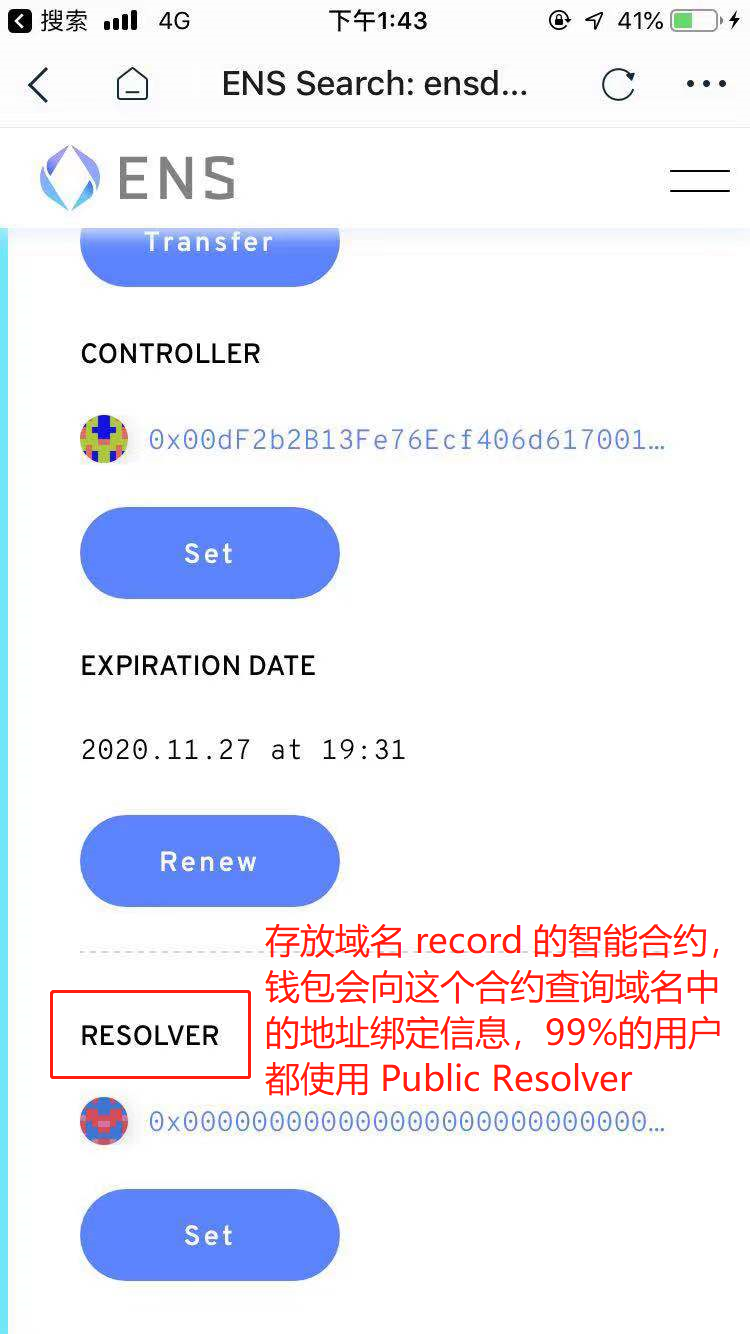 搜索 4G 下午1:43 41%
ENS Search: ensd...
ENS
Transfer
CONTROLLER
0x00dF2b2B13Fe76Ecf406d617001…
Set
EXPIRATION DATE
2020.11.27 at 19:31
Renew
存放域名 record 的智能合约，
钱包会向这个合约查询域名中
的地址绑定信息，99%的用户
都使用 Public Resolver
RESOLVER
0x000000000000000000000000000…
Set